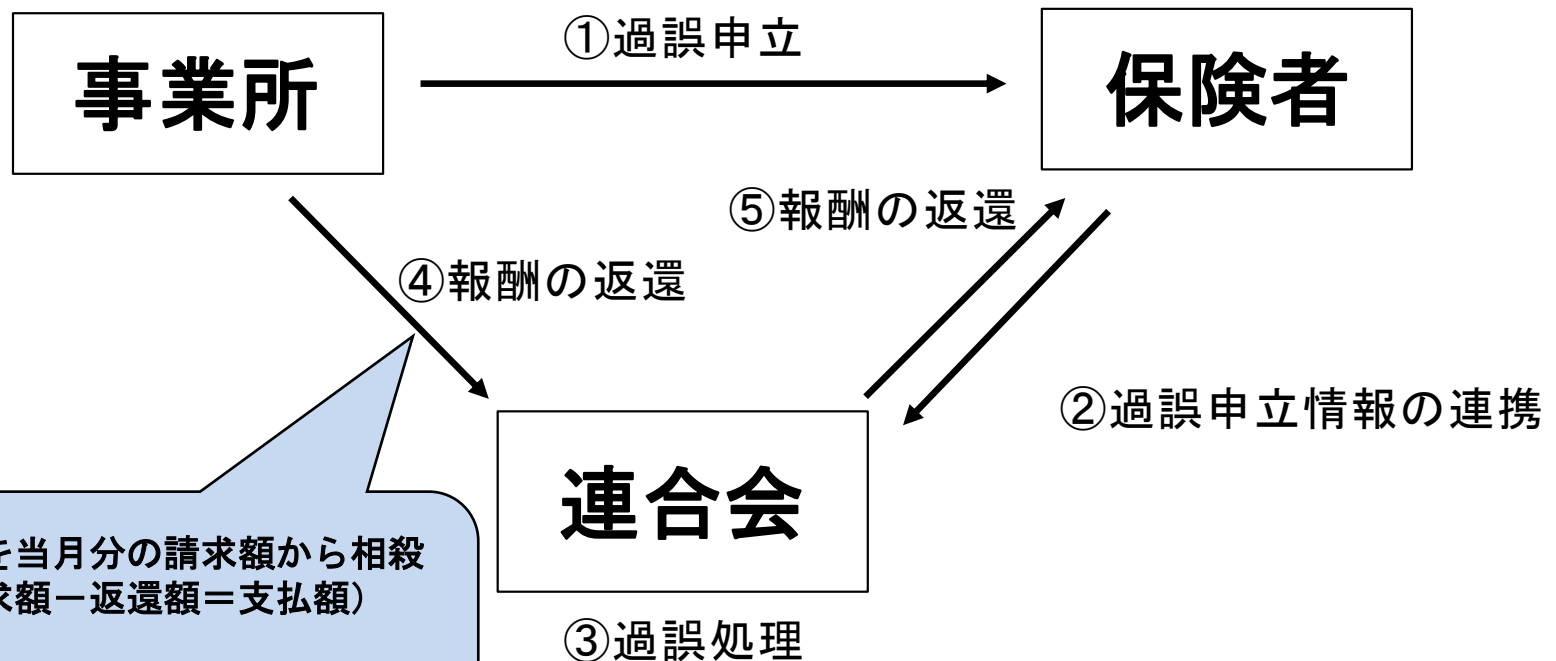 ①過誤申立
事業所
保険者
⑤報酬の返還
④報酬の返還
②過誤申立情報の連携
連合会
を当月分の請求額から相殺
求額－返還額＝支払額）
③過誤処理